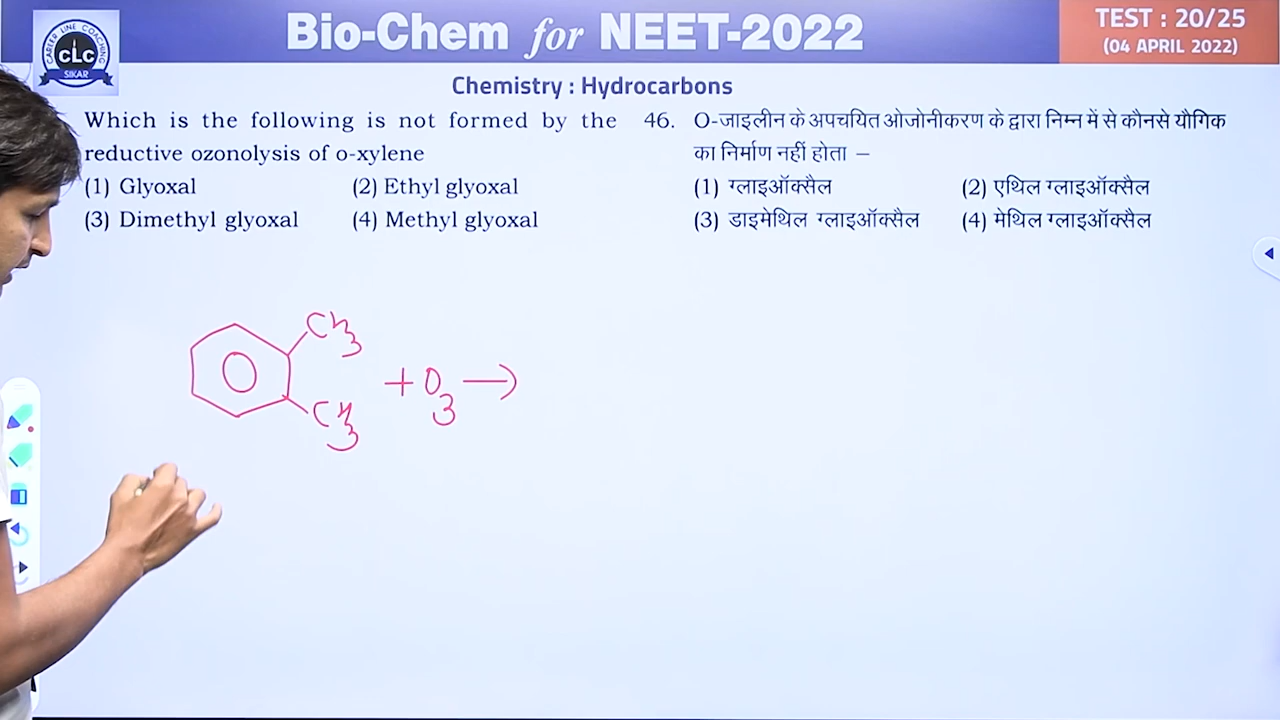 Bio-Chem for NEET-2022
TEST : 20/25
(04 APRIL 2022)
CAREER LINE COACHING
CLC
SIKAR
Chemistry : Hydrocarbons
Which is the following is not formed by the
reductive ozonolysis of o-xylene
(1) Glyoxal (2) Ethyl glyoxal
(3) Dimethyl glyoxal (4) Methyl glyoxal
46. O-जाइलीन के अपचयित ओजोनीकरण के द्वारा निम्न में से कौनसे यौगिक
का निर्माण नहीं होता –
(1) ग्लाइऑक्सैल (2) एथिल ग्लाइऑक्सैल
(3) डाइमेथिल ग्लाइऑक्सैल (4) मेथिल ग्लाइऑक्सैल
CH3
CH3
+ O3 →